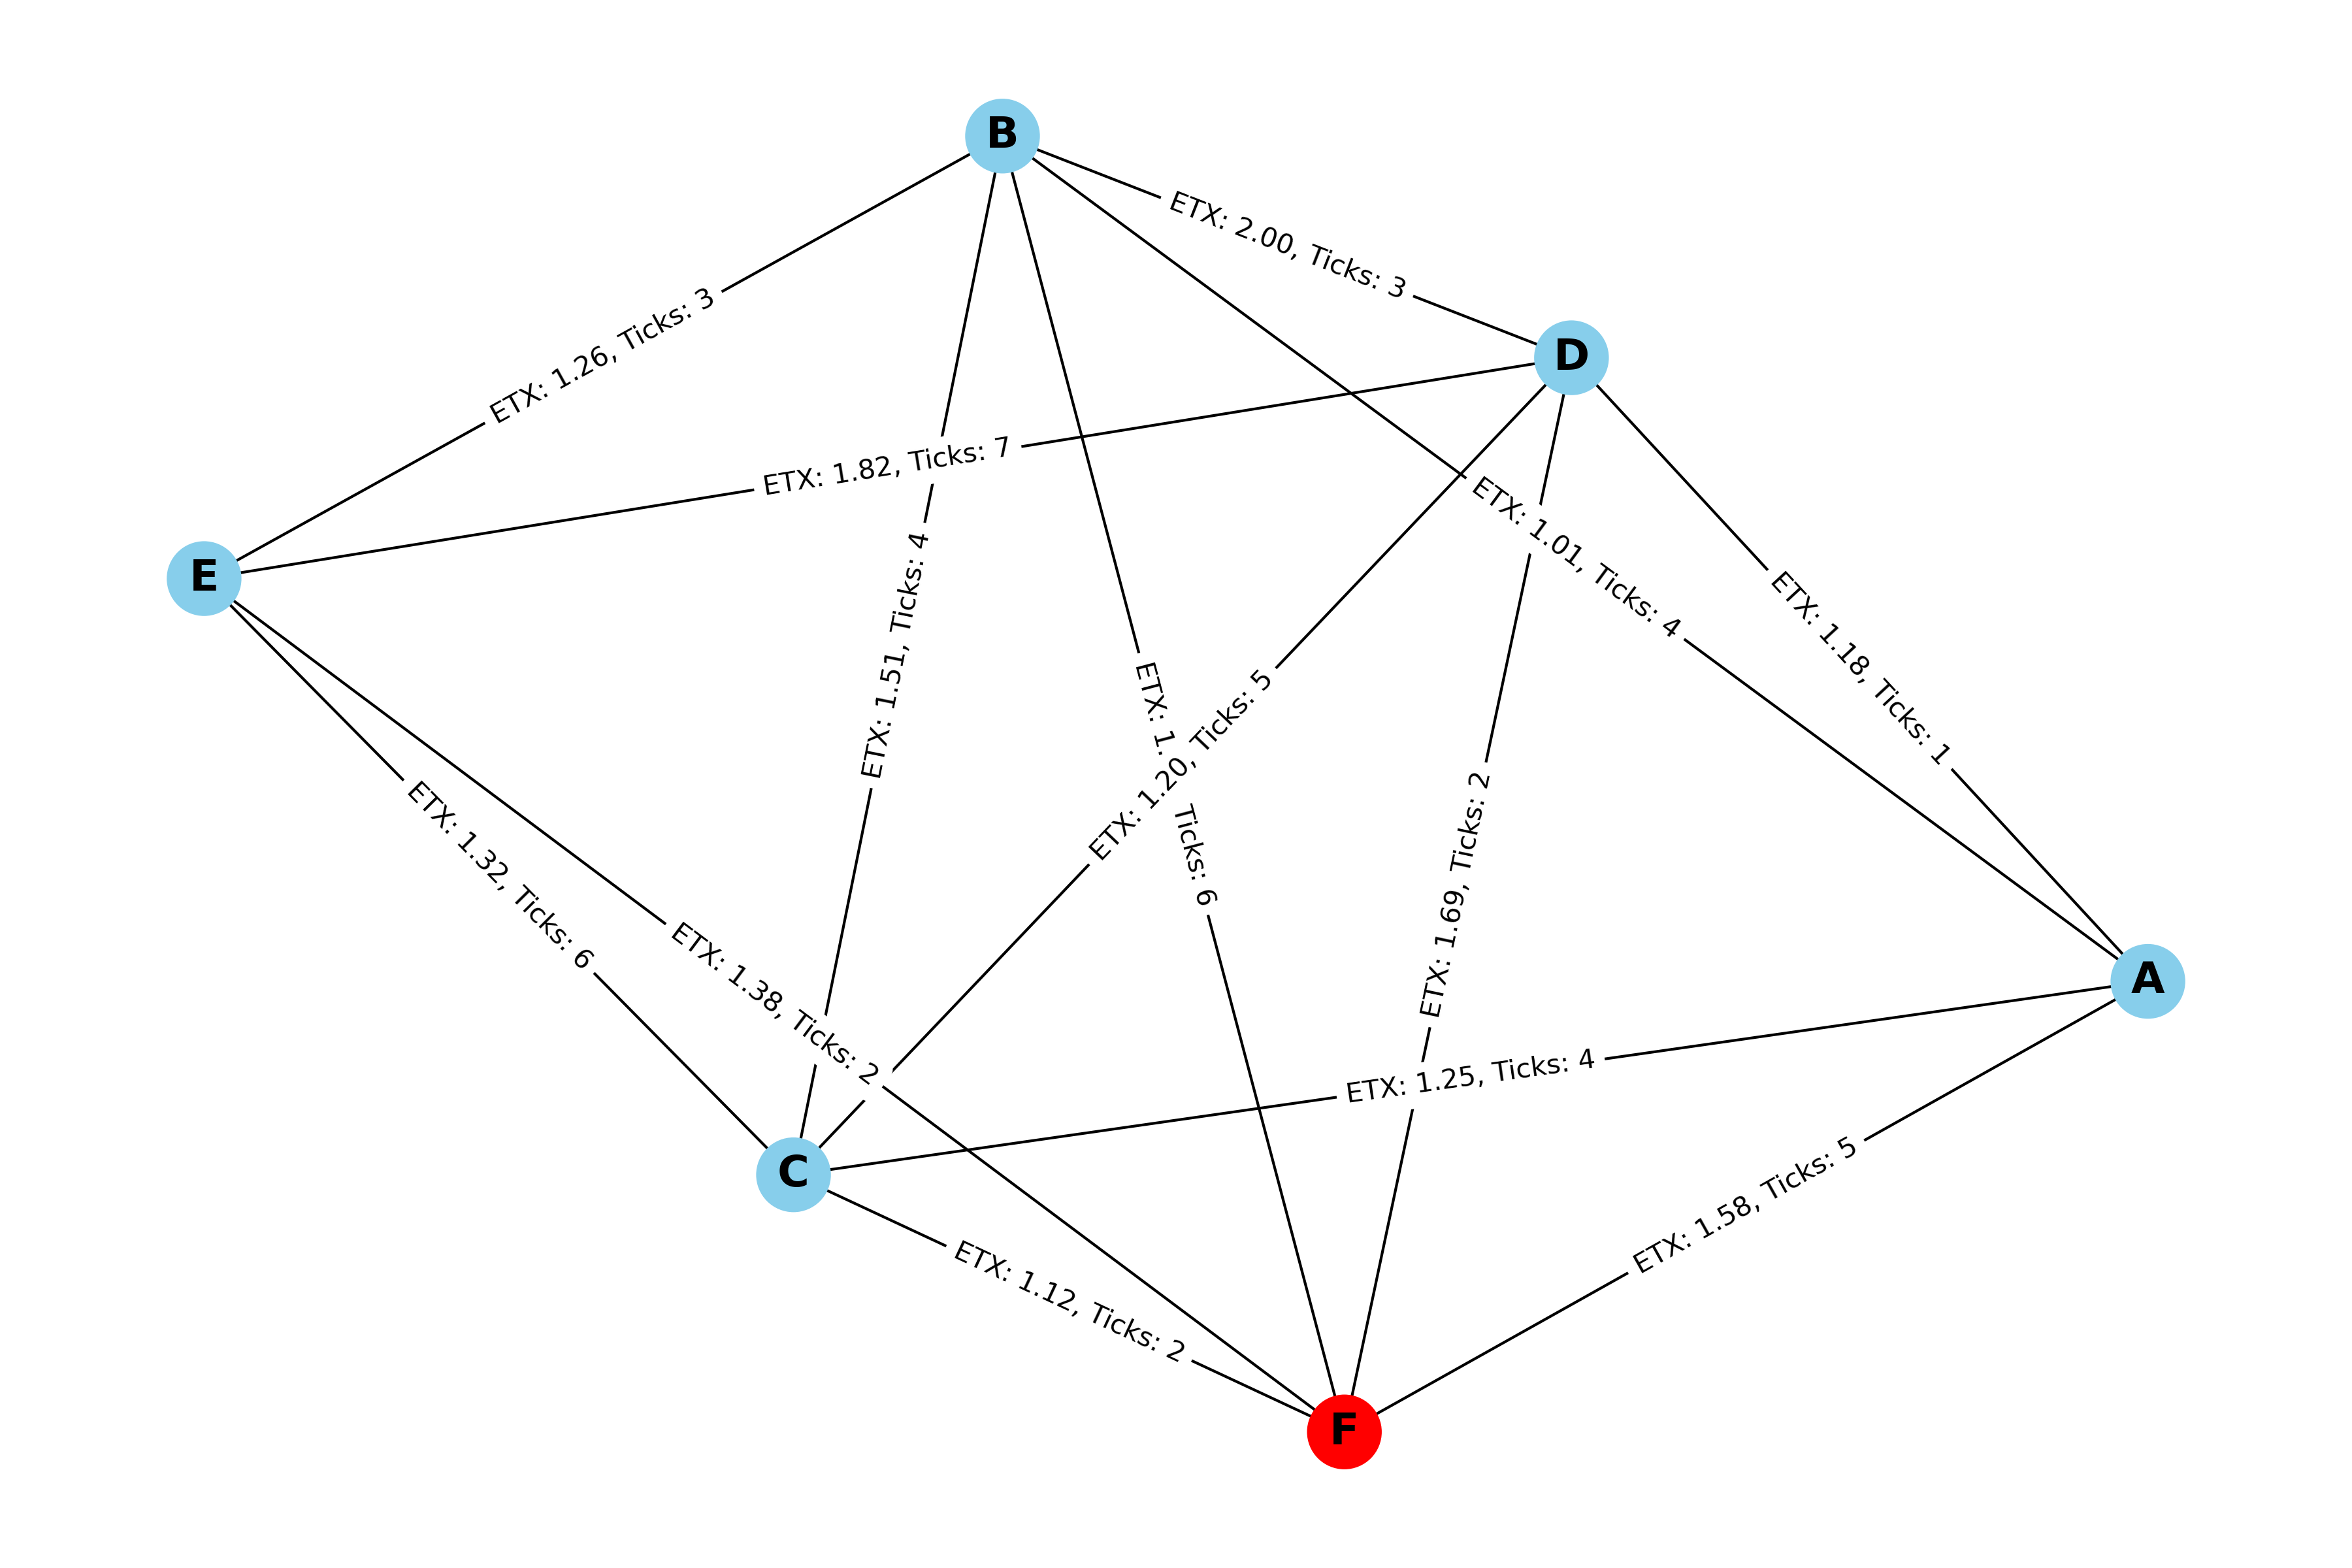 B
ETX: 2.00, Ticks: 3
D
ETX: 1.26, Ticks: 3
ETX: 1.82, Ticks: 7
ETX: 1.01, Ticks: 4
E
ETX: 1.51, Ticks: 4
ETX: 1.18, Ticks: 1
ETX: 1.20, Ticks: 5
ETX: Ticks: 6
ETX: 1.69, Ticks: 2
ETX: 1.32, Ticks: 6
ETX: 1.38, Ticks: 2
A
ETX: 1.25, Ticks: 4
C
ETX: 1.58, Ticks: 5
ETX: 1.12, Ticks: 2
F